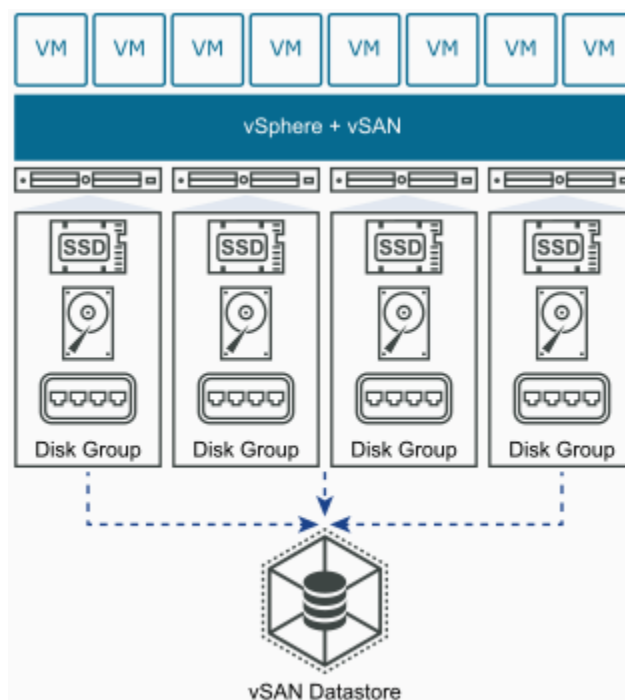 VM VM VM VM VM VM VM VM
vSphere + vSAN
SSD SSD SSD SSD
Disk Group Disk Group Disk Group Disk Group
vSAN Datastore